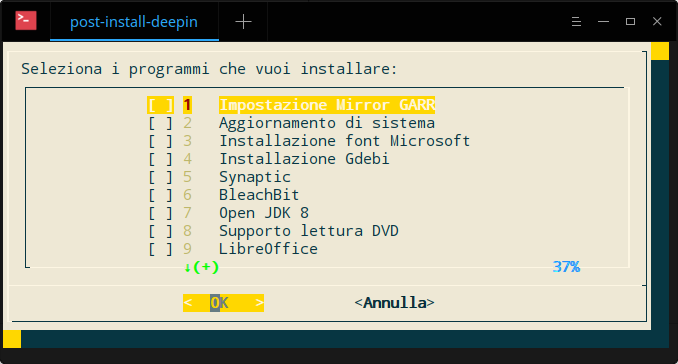 post-install-deepin
Seleziona i programmi che vuoi installare:
[ ] 1 Impostazione Mirror GARR
[ ] 2 Aggiornamento di sistema
[ ] 3 Installazione font Microsoft
[ ] 4 Installazione Gdebi
[ ] 5 Synaptic
[ ] 6 BleachBit
[ ] 7 Open JDK 8
[ ] 8 Supporto lettura DVD
[ ] 9 LibreOffice
↓(+) 37%
< OK > <Annulla>